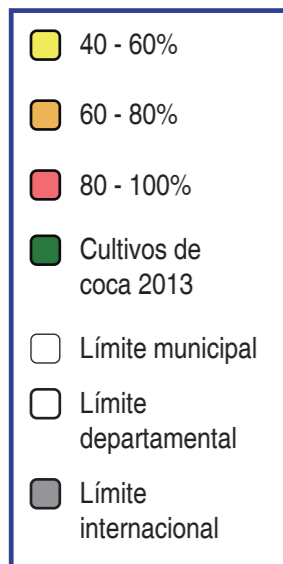 40 - 60%
60 - 80%
80 - 100%
Cultivos de
coca 2013
Límite municipal
Límite
departamental
Límite
internacional